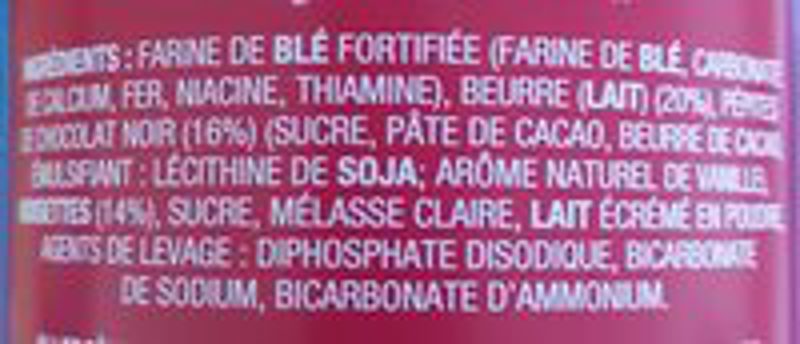 INGRÉDIENTS : FARINE DE BLÉ FORTIFIÉE (FARINE DE BLÉ, CARBONATE
DE CALCIUM, FER, NIACINE, THIAMINE), BEURRE (LAIT) (20%), PÉPITES
DE CHOCOLAT NOIR (16%) (SUCRE, PÂTE DE CACAO, BEURRE DE CACAO,
ÉMULSIFIANT : LÉCITHINE DE SOJA; ARÔME NATUREL DE VANILLE),
NOISETTES (14%), SUCRE, MÉLASSE CLAIRE, LAIT ÉCRÉMÉ EN POUDRE,
AGENTS DE LEVAGE : DIPHOSPHATE DISODIQUE, BICARBONATE
DE SODIUM, BICARBONATE D'AMMONIUM.